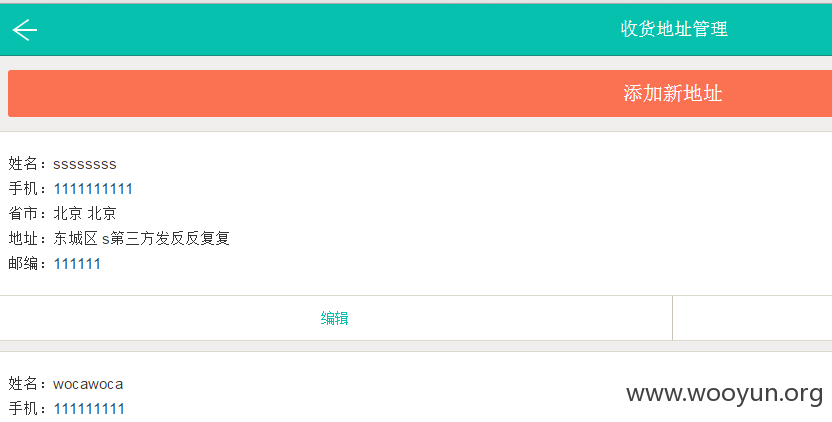 收货地址管理
添加新地址
姓名：ssssssss
手机：1111111111
省市：北京 北京
地址：东城区 s第三方发反反复复
邮编：111111
编辑
姓名：wocawoca
手机：111111111
www.wooyun.org